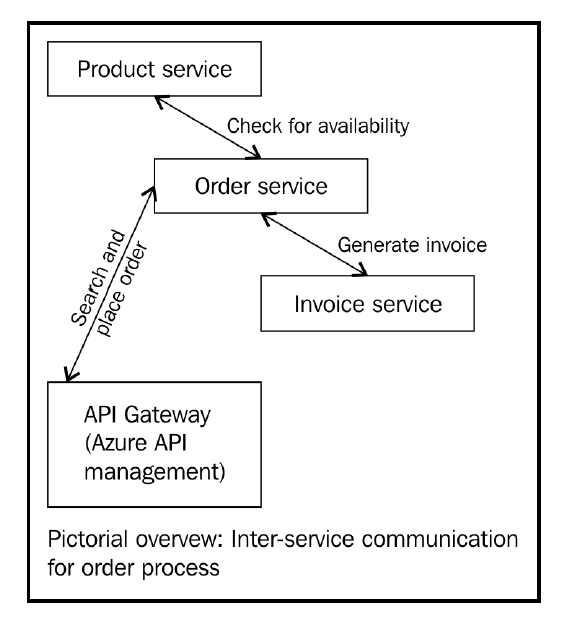 Product service
Check for availability
Order service
Generate invoice
Search and
place order
Invoice service
API Gateway
(Azure API
management)
Pictorial overvew: Inter-service communication
for order process